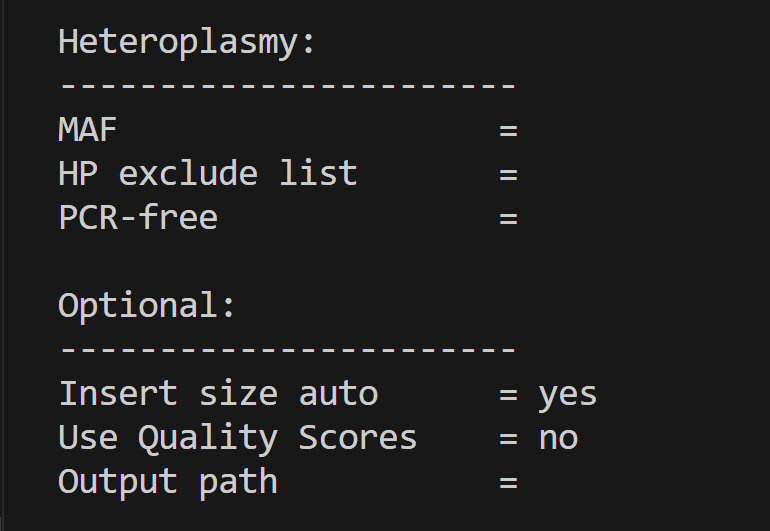 Heteroplasmy:
-----------------------
MAF                   =
HP exclude list       =
PCR-free              =

Optional:
-----------------------
Insert size auto      = yes
Use Quality Scores    = no
Output path           =